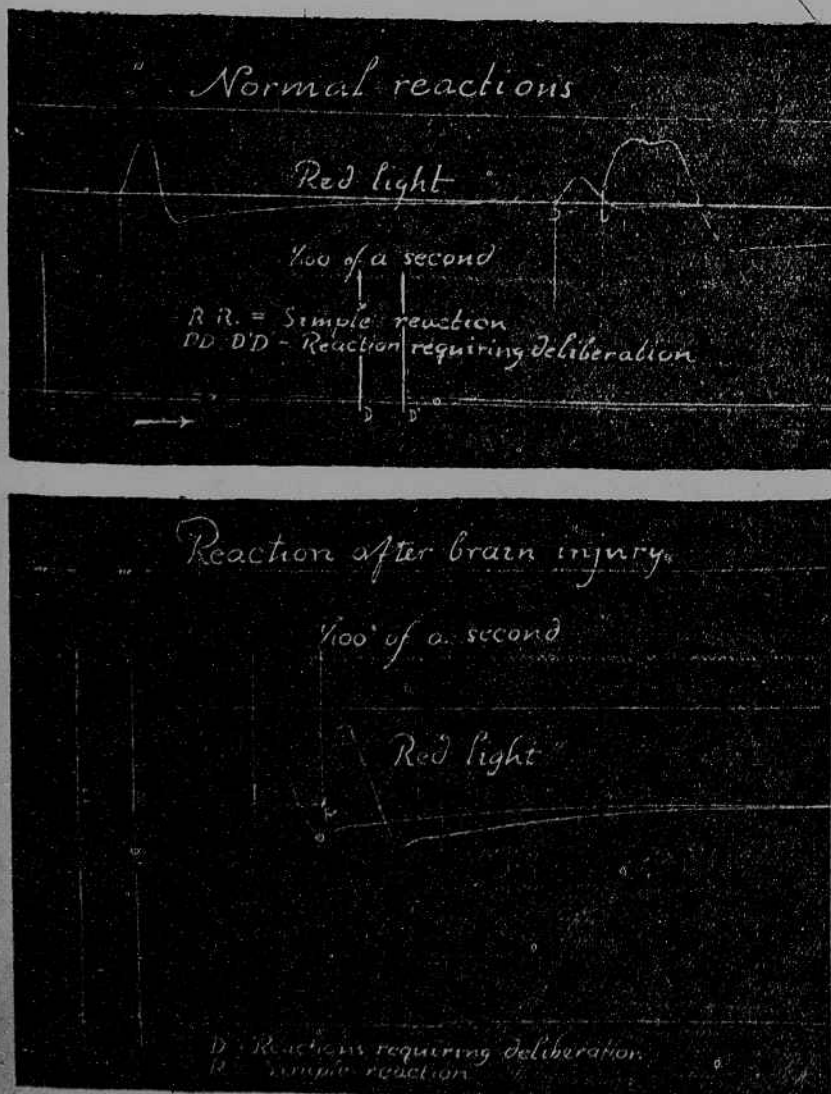 Normal reactions
Red light
1/100 of a second
R R. = Simple reaction
DD D'D - Reaction requiring deliberation
D D'
Reaction after brain injury.
1/100 of a second
Red light
D Reactions requiring deliberation
R Simple reaction